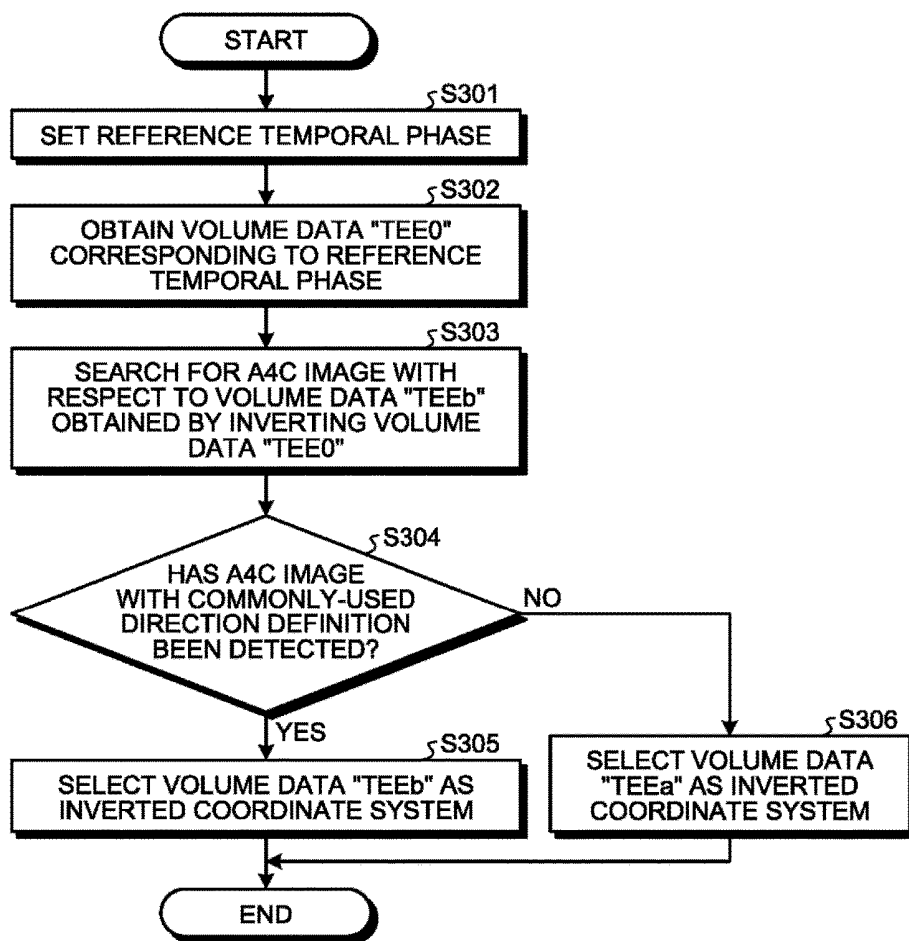 START
S301
SET REFERENCE TEMPORAL PHASE
S302
OBTAIN VOLUME DATA "TEE0"
CORRESPONDING TO REFERENCE
TEMPORAL PHASE
S303
SEARCH FOR A4C IMAGE WITH
RESPECT TO VOLUME DATA "TEEb"
OBTAINED BY INVERTING VOLUME
DATA "TEE0"
S304
HAS A4C IMAGE
WITH COMMONLY-USED
DIRECTION DEFINITION
BEEN DETECTED?
NO
YES
S305
SELECT VOLUME DATA "TEEb" AS
INVERTED COORDINATE SYSTEM
S306
SELECT VOLUME DATA
"TEEa" AS INVERTED
COORDINATE SYSTEM
END